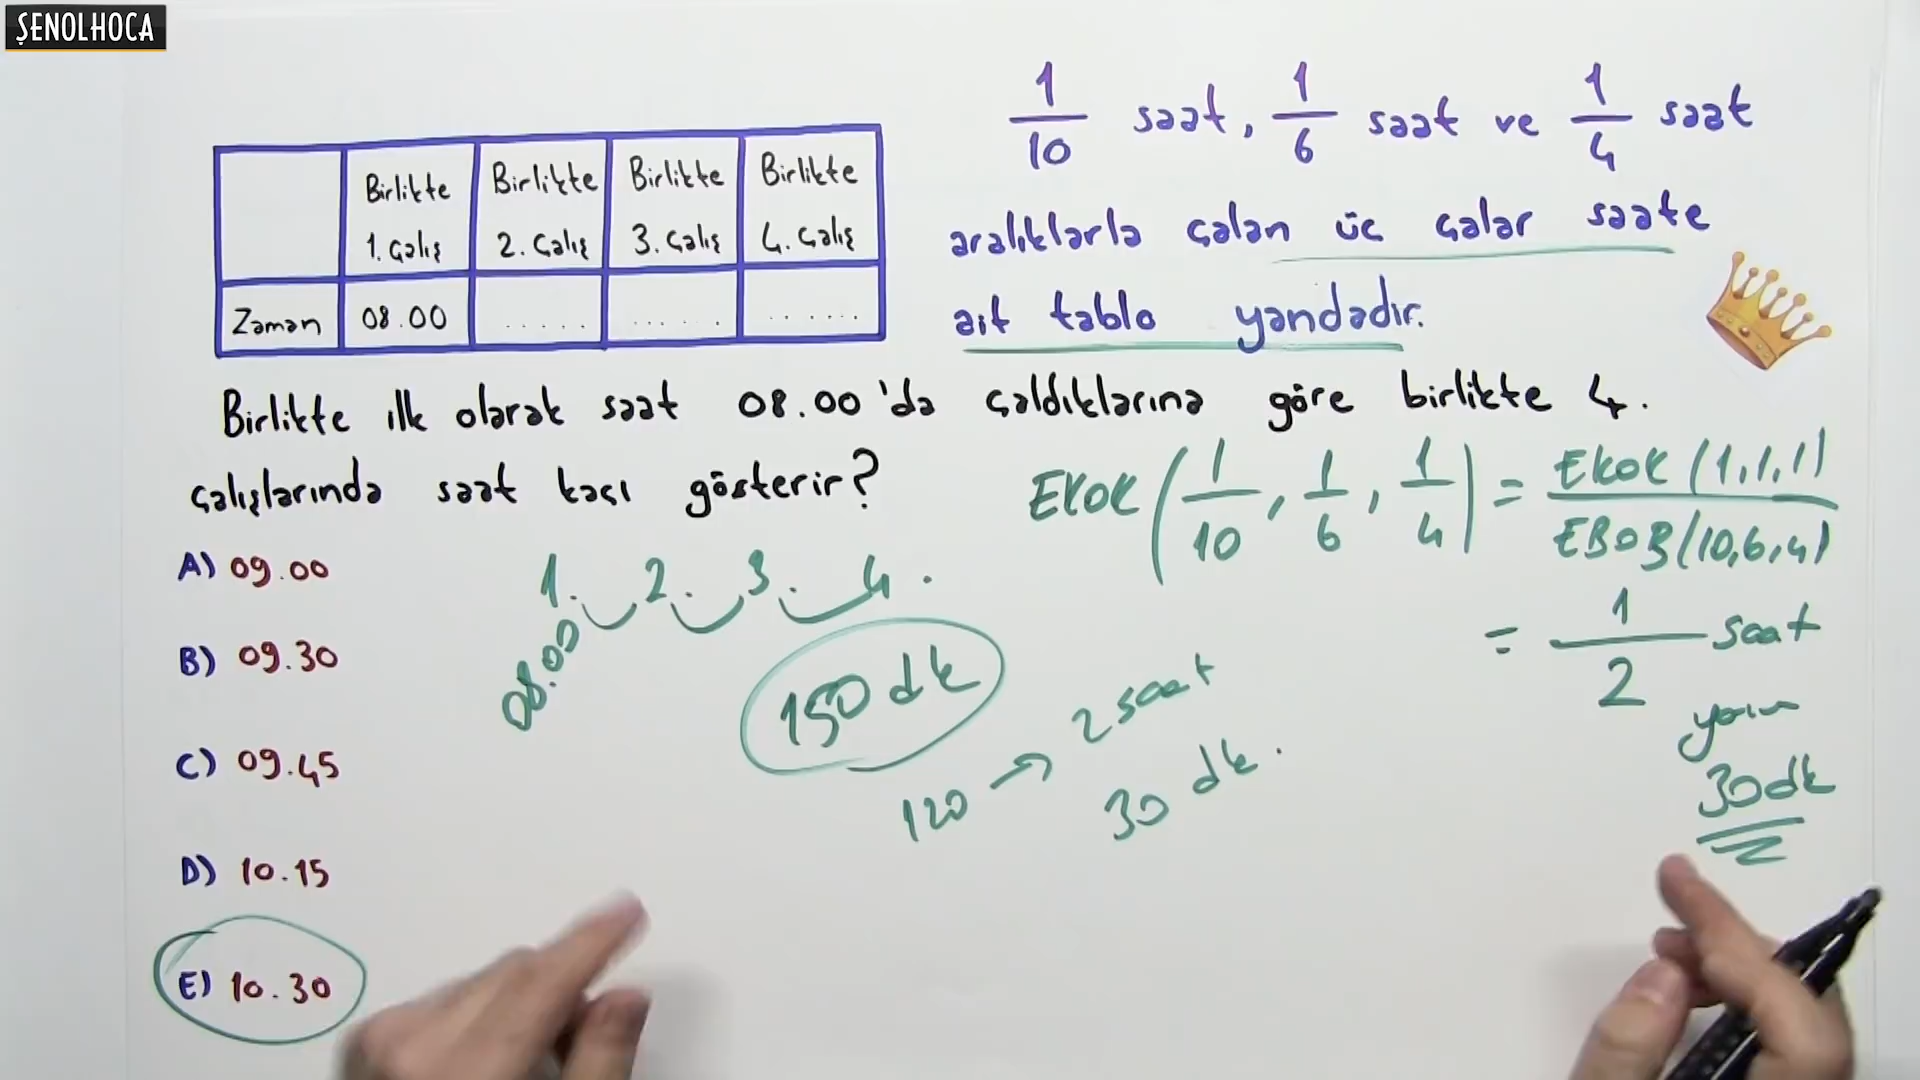 ŞENOLHOCA
1/10 saat, 1/6 saat ve 1/4 saat
aralıklarla çalan üç çalar saate
ait tablo yandadır.
Birlikte 1. çalış
Birlikte 2. çalış
Birlikte 3. çalış
Birlikte 4. çalış
Zaman 08.00 ..... ...... ......
Birlikte ilk olarak saat 08.00'da çaldıklarına göre birlikte 4.
çalışlarında saat kaçı gösterir?
A) 09.00
B) 09.30
C) 09.45
D) 10.15
E) 10.30
EKOK(1/10, 1/6, 1/4) = EKOK(1,1,1)/EBOB(10,6,4)
= 1/2 saat
yarım
30dk
1. 2. 3. 4.
08.00
150 dk
120 → 2 saat
30 dk.